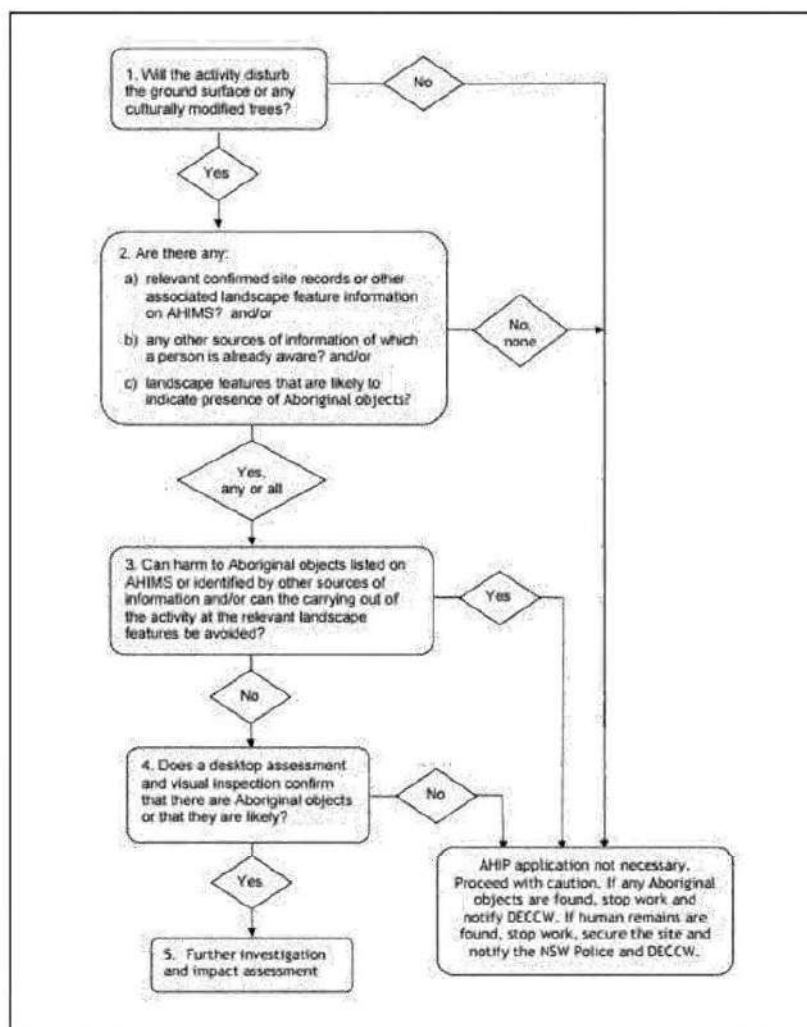 1. Will the activity disturb
the ground surface or any
culturally modified trees?
No
Yes
2. Are there any:
a) relevant confirmed site records or other
associated landscape feature information
on AHIMS? and/or
b) any other sources of information of which
a person is already aware? and/or
c) landscape features that are likely to
indicate presence of Aboriginal objects?
No,
none
Yes,
any or all
3. Can harm to Aboriginal objects listed on
AHIMS or identified by other sources of
information and/or can the carrying out of
the activity at the relevant landscape
features be avoided?
Yes
No
4. Does a desktop assessment
and visual inspection confirm
that there are Aboriginal objects
or that they are likely?
No
Yes
AHIP application not necessary.
Proceed with caution. If any Aboriginal
objects are found, stop work and
notify DECCW. If human remains are
found, stop work, secure the site and
notify the NSW Police and DECCW.
5. Further investigation
and impact assessment